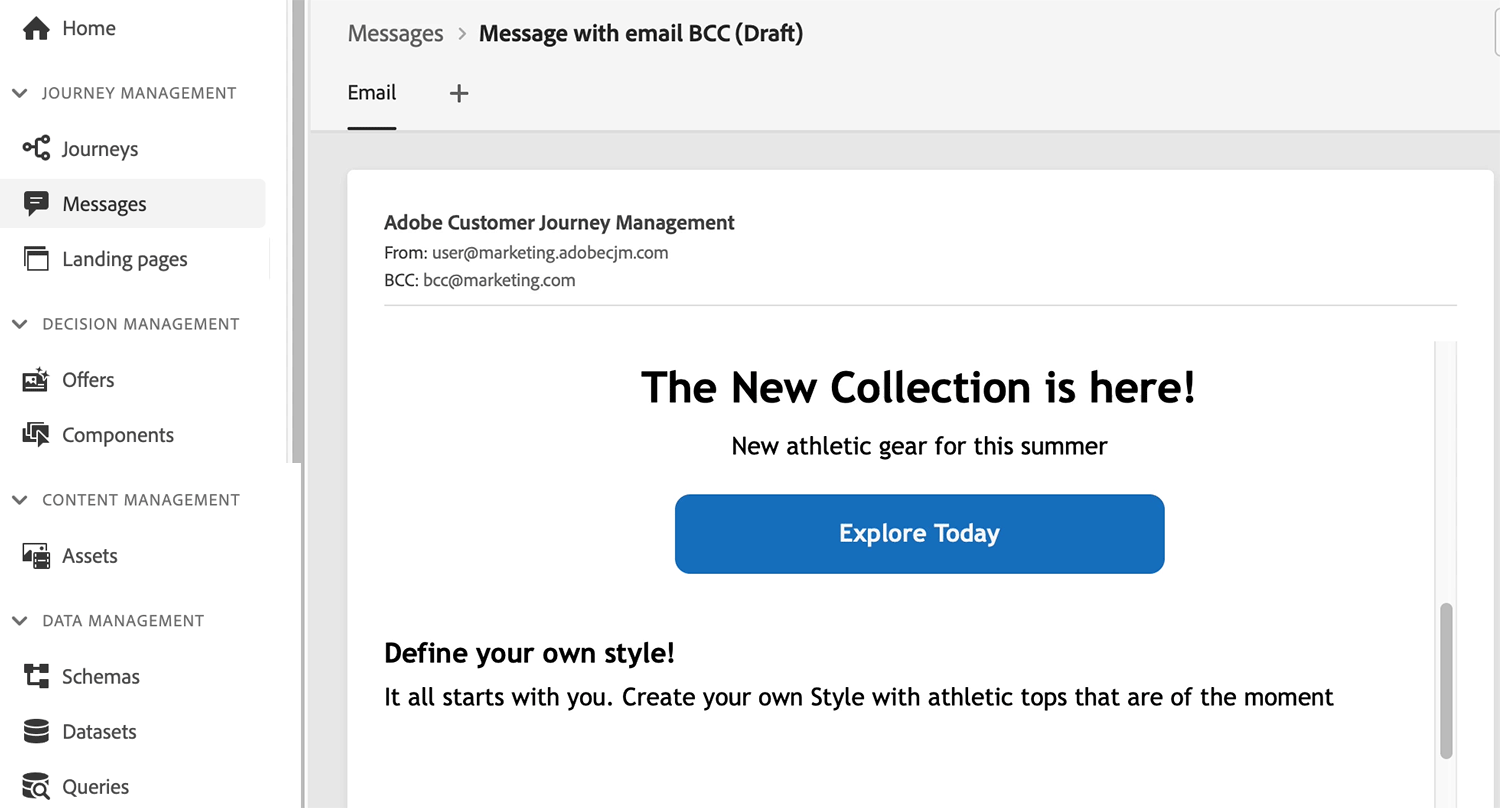 Home
JOURNEY MANAGEMENT
Journeys
Messages
Landing pages
DECISION MANAGEMENT
Offers
Components
CONTENT MANAGEMENT
Assets
DATA MANAGEMENT
Schemas
Datasets
Queries
Messages > Message with email BCC (Draft)
Email +
Adobe Customer Journey Management
From: user@marketing.adobecjm.com
BCC: bcc@marketing.com
The New Collection is here!
New athletic gear for this summer
Explore Today
Define your own style!
It all starts with you. Create your own Style with athletic tops that are of the moment